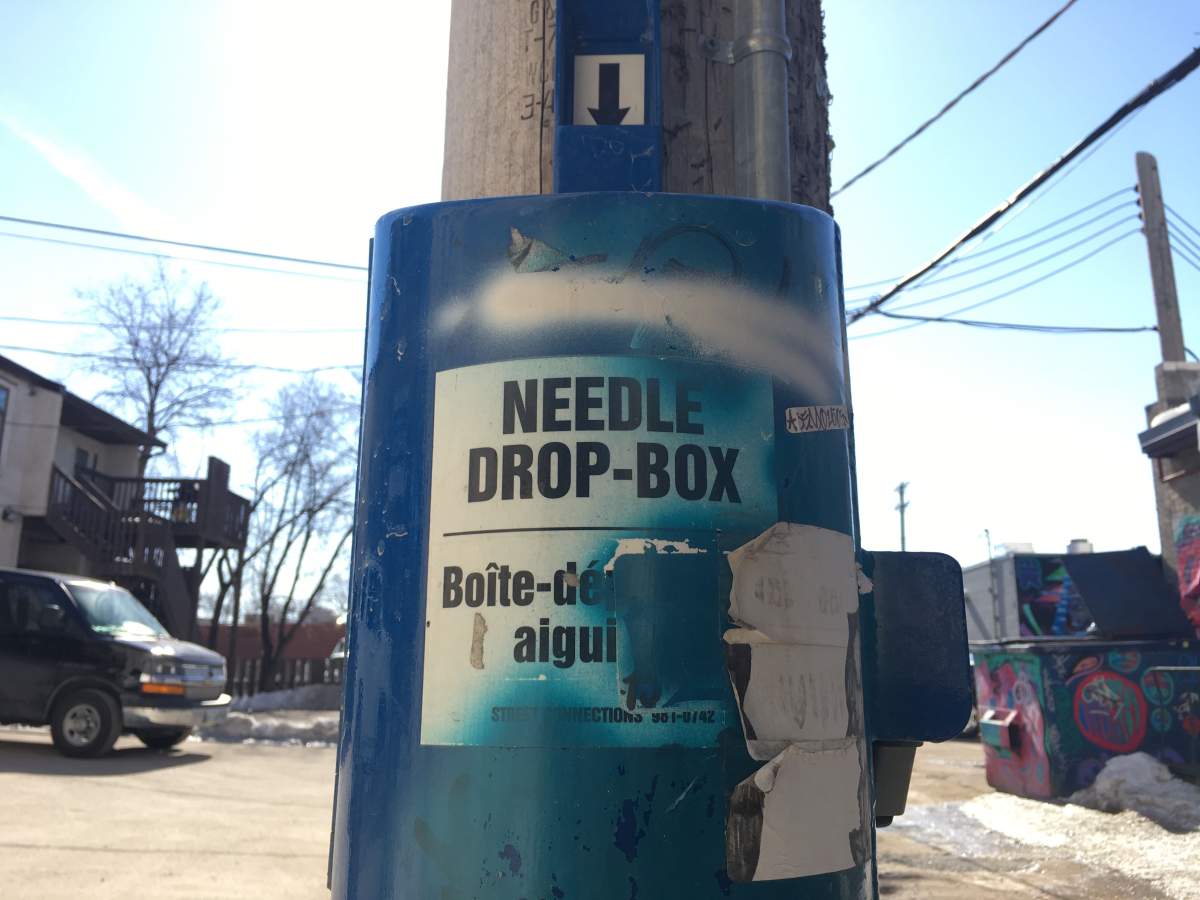 NEEDLE
DROP-BOX
Boîte-dé
aigui
STREET CONNECTIONS 981-0742